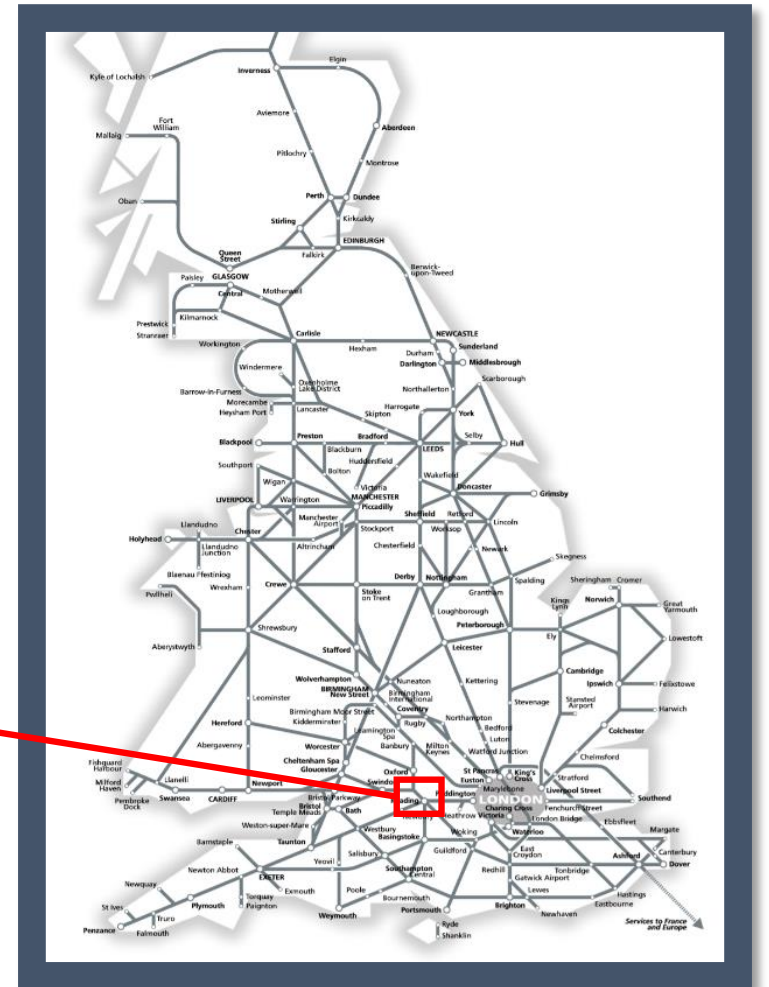 Elgin
Inverness
Kyle of Lochalsh
Aviemore
Fort
William
Aberdeen
Mallaig
Pitlochry
Montrose
Perth
Dundee
Oban
Kirkcaldy
Stirling
EDINBURGH
Queen
Street
Falkirk
Berwick-
upon-Tweed
Paisley
GLASGOW
Central
Motherwell
Kilmarnock
Prestwick
Stranraer
Carlisle
NEWCASTLE
Workington
Hexham
Sunderland
Durham
Darlington
Middlesbrough
Windermere
Oxenholme
Lake District
Scarborough
Barrow-in-Furness
Northallerton
Morecambe
Heysham Port
Lancaster
Harrogate
York
Skipton
Blackpool
Preston
Bradford
LEEDS
Selby
Hull
Blackburn
Huddersfield
Southport
Bolton
Wakefield
Wigan
Victoria
Doncaster
Grimsby
LIVERPOOL
Warrington
MANCHESTER
Piccadilly
Manchester
Airport
Sheffield
Retford
Lincoln
Llandudno
Stockport
Worksop
Holyhead
Chester
Llandudno
Junction
Altrincham
Chesterfield
Newark
Skegness
Blaenau Ffestiniog
Wrexham
Crewe
Stoke
on Trent
Derby
Nottingham
Grantham
Spalding
Sheringham
Cromer
Pwllheli
Loughborough
Kings
Lynn
Norwich
Great
Yarmouth
Shrewsbury
Peterborough
Ely
Lowestoft
Aberystwyth
Stafford
Leicester
Wolverhampton
Nuneaton
Kettering
Cambridge
BIRMINGHAM
New Street
Birmingham
International
Ipswich
Felixstowe
Leominster
Birmingham Moor Street
Coventry
Stevenage
Stansted
Airport
Harwich
Hereford
Kidderminster
Rugby
Northampton
Colchester
Leamington
Spa
Bedford
Abergavenny
Worcester
Banbury
Milton
Keynes
Luton
Watford Junction
Chelmsford
Cheltenham Spa
Fishguard
Harbour
Gloucester
Oxford
St Pancras
King's
Cross
Stratford
Milford
Haven
Llanelli
Newport
Euston
Marylebone
Liverpool Street
Pembroke
Dock
Swansea
CARDIFF
LONDON
Southend
Bristol
Temple Meads
Bath
Charing Cross
Fenchurch Street
Victoria
London Bridge
Ebbsfleet
Weston-super-Mare
Westbury
Basingstoke
Woking
Waterloo
Margate
Barnstaple
Taunton
Salisbury
Guildford
East
Croydon
Canterbury
Newton Abbot
Yeovil
Southampton
Central
Redhill
Tonbridge
Ashford
Dover
EXETER
Gatwick Airport
Newquay
Exmouth
Poole
Lewes
Hastings
St Ives
Plymouth
Torquay
Paignton
Bournemouth
Portsmouth
Brighton
Newhaven
Eastbourne
Truro
Weymouth
Penzance
Falmouth
Ryde
Shanklin
Services to France
and Europe